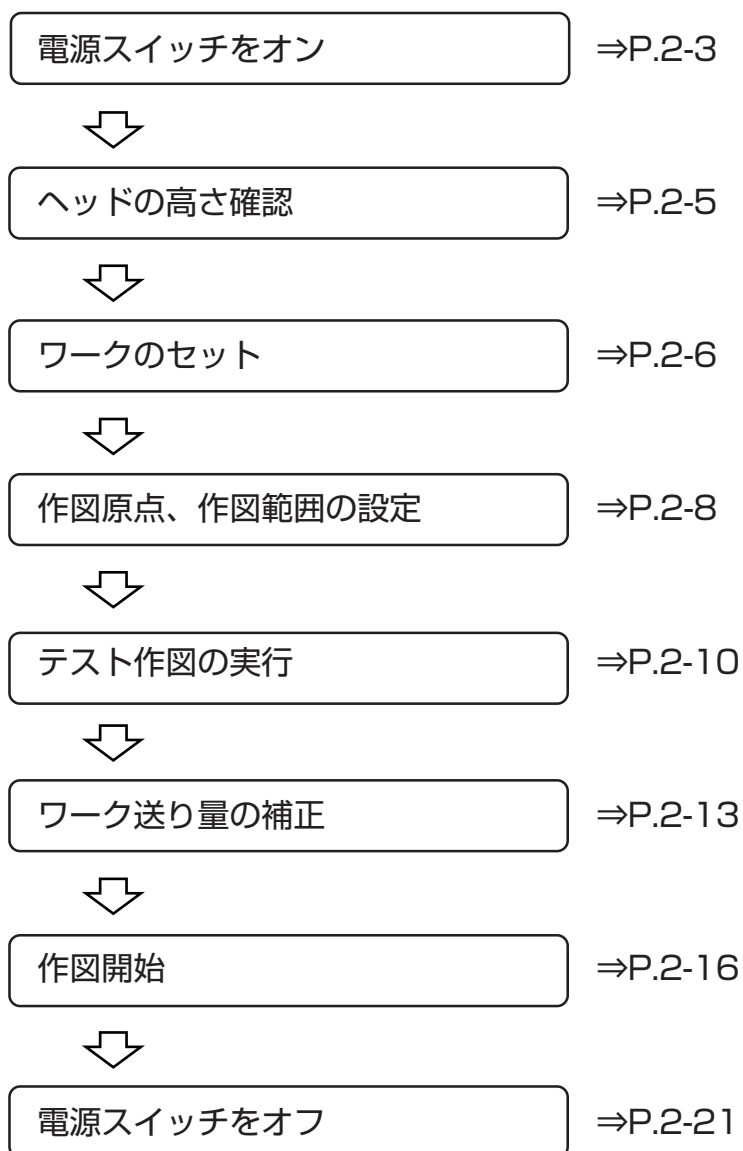 電源スイッチをオン ⇒P.2-3
ヘッドの高さ確認 ⇒P.2-5
ワークのセット ⇒P.2-6
作図原点、作図範囲の設定 ⇒P.2-8
テスト作図の実行 ⇒P.2-10
ワーク送り量の補正 ⇒P.2-13
作図開始 ⇒P.2-16
電源スイッチをオフ ⇒P.2-21